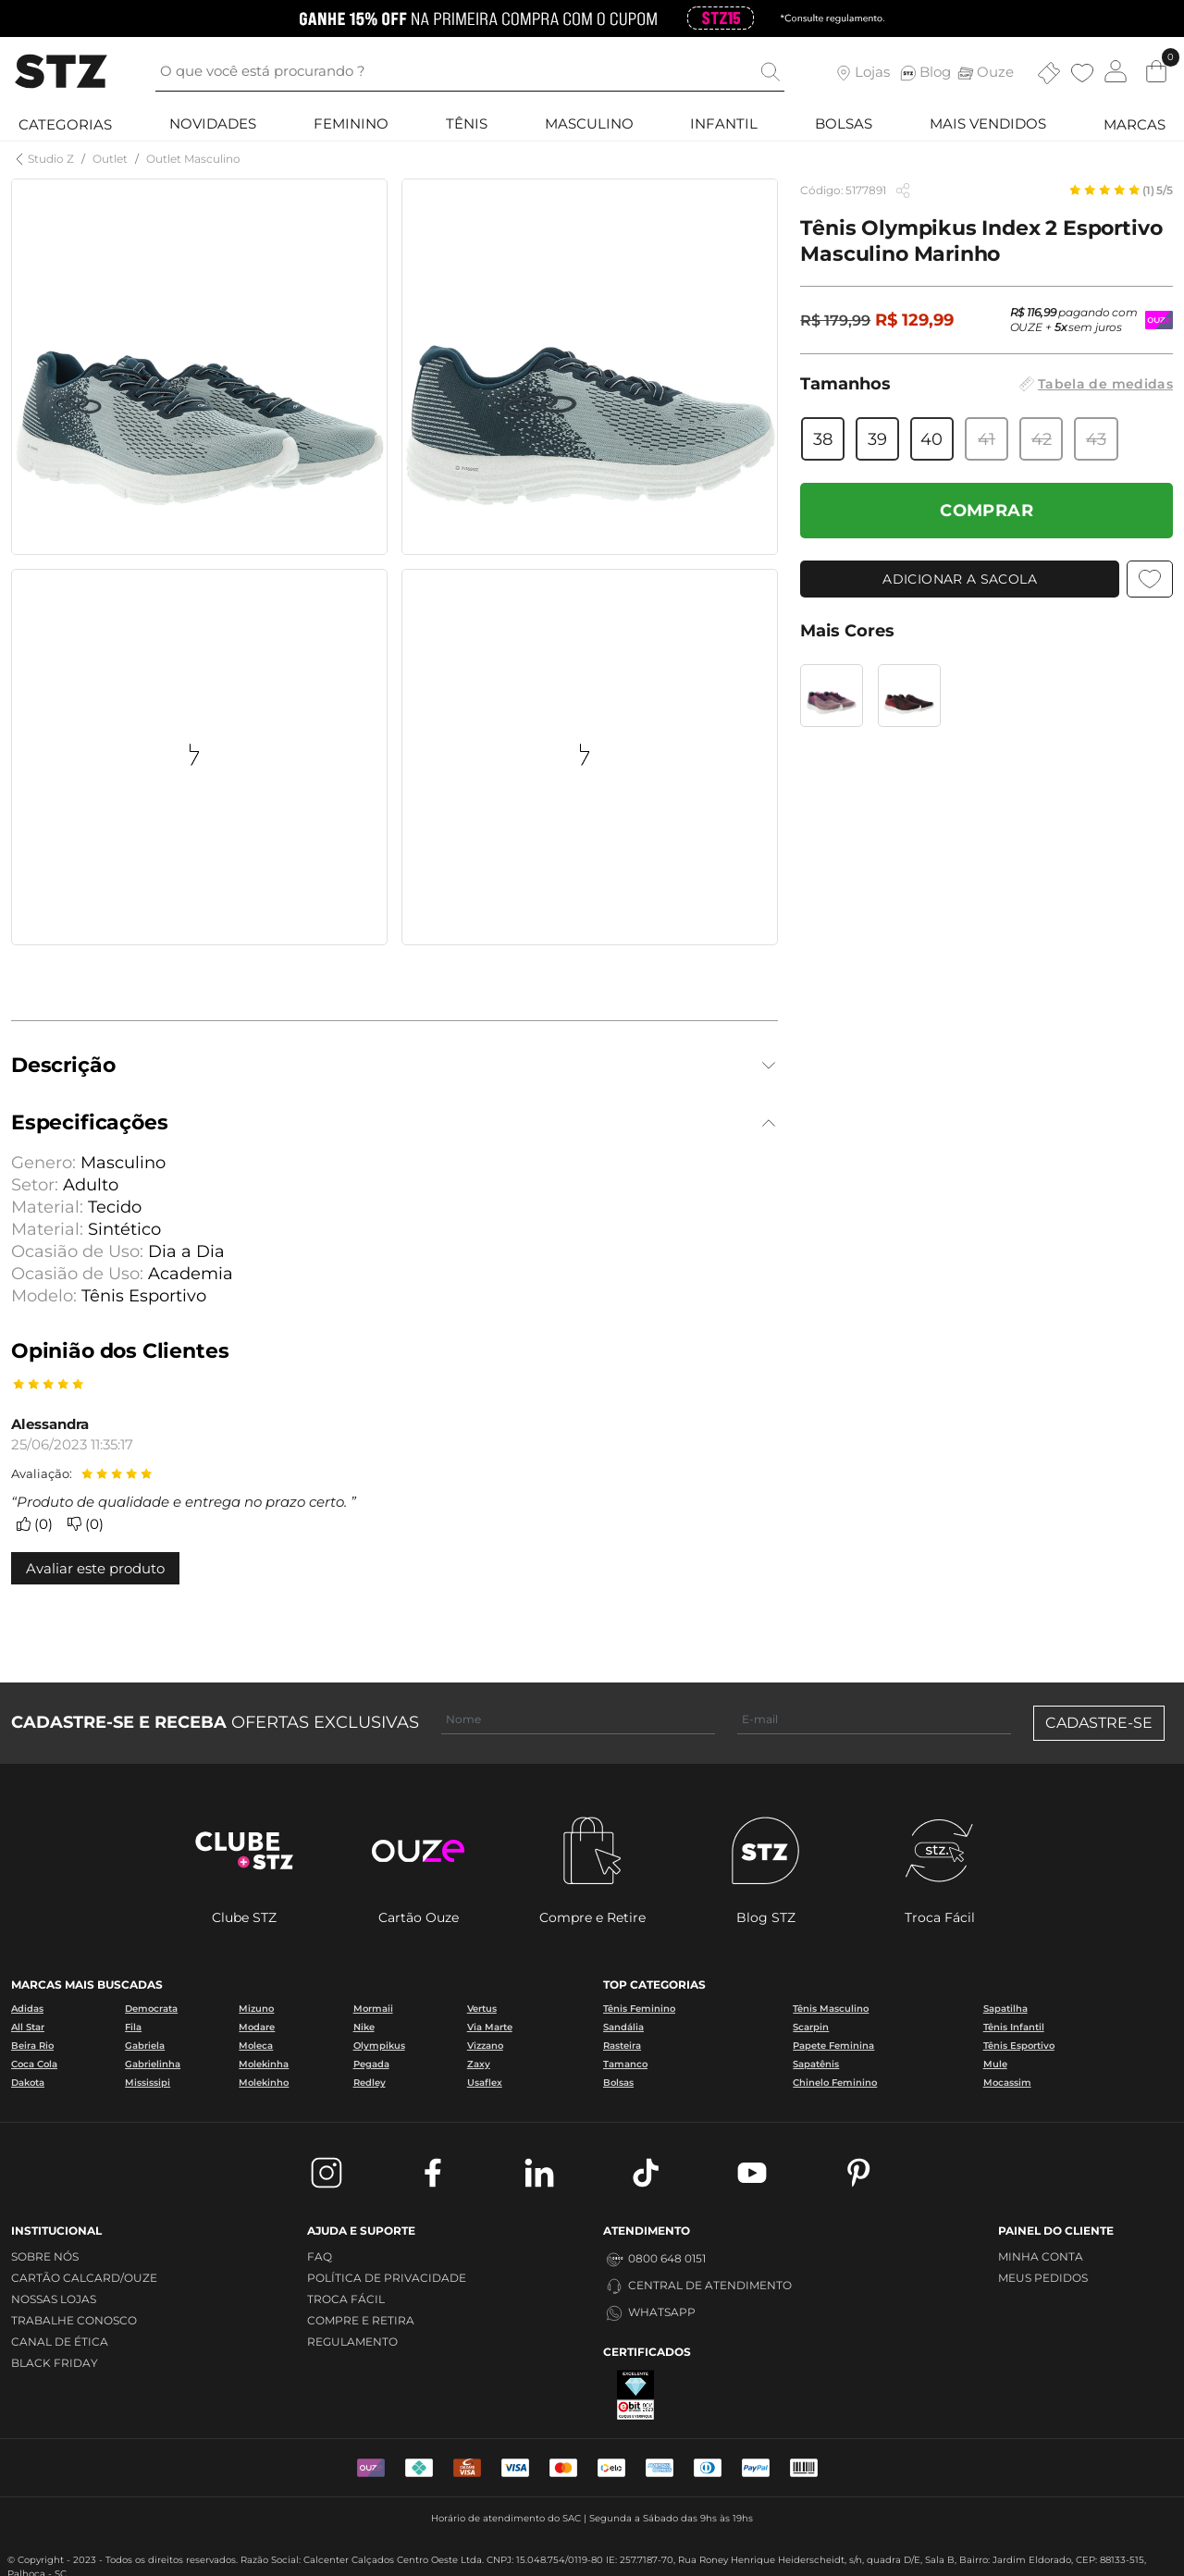 GANHE 15% OFF NA PRIMEIRA COMPRA COM O CUPOM STZ15 *Consulte regulamento.
STZ
O que você está procurando ?
Lojas Blog Ouze
0
CATEGORIAS NOVIDADES FEMININO TÊNIS MASCULINO INFANTIL BOLSAS MAIS VENDIDOS MARCAS
Studio Z / Outlet / Outlet Masculino
Código: 5177891
(1) 5/5
Tênis Olympikus Index 2 Esportivo
Masculino Marinho
R$ 179,99 R$ 129,99
R$ 116,99 pagando com
OUZE + 5x sem juros
Tamanhos
Tabela de medidas
38 39 40 41 42 43
COMPRAR
ADICIONAR A SACOLA
Mais Cores
Descrição
Especificações
Genero: Masculino
Setor: Adulto
Material: Tecido
Material: Sintético
Ocasião de Uso: Dia a Dia
Ocasião de Uso: Academia
Modelo: Tênis Esportivo
Opinião dos Clientes
Alessandra
25/06/2023 11:35:17
Avaliação:
“Produto de qualidade e entrega no prazo certo. ”
(0) (0)
Avaliar este produto
CADASTRE-SE E RECEBA OFERTAS EXCLUSIVAS
Nome
E-mail
CADASTRE-SE
CLUBE + STZ
ouze
STZ
stz.
Clube STZ
Cartão Ouze
Compre e Retire
Blog STZ
Troca Fácil
MARCAS MAIS BUSCADAS
Adidas Democrata Mizuno Mormaii Vertus
All Star Fila Modare Nike Via Marte
Beira Rio Gabriela Moleca Olympikus Vizzano
Coca Cola Gabrielinha Molekinha Pegada Zaxy
Dakota Mississipi Molekinho Redley Usaflex
TOP CATEGORIAS
Tênis Feminino Tênis Masculino Sapatilha
Sandália Scarpin Tênis Infantil
Rasteira Papete Feminina Tênis Esportivo
Tamanco Sapatênis Mule
Bolsas Chinelo Feminino Mocassim
INSTITUCIONAL
SOBRE NÓS
CARTÃO CALCARD/OUZE
NOSSAS LOJAS
TRABALHE CONOSCO
CANAL DE ÉTICA
BLACK FRIDAY
AJUDA E SUPORTE
FAQ
POLÍTICA DE PRIVACIDADE
TROCA FÁCIL
COMPRE E RETIRA
REGULAMENTO
ATENDIMENTO
0800 648 0151
CENTRAL DE ATENDIMENTO
WHATSAPP
CERTIFICADOS
EXCELENTE
ebit
PAINEL DO CLIENTE
MINHA CONTA
MEUS PEDIDOS
VISA VISA elo PayPal
Horário de atendimento do SAC | Segunda a Sábado das 9hs às 19hs
© Copyright - 2023 - Todos os direitos reservados. Razão Social: Calcenter Calçados Centro Oeste Ltda. CNPJ: 15.048.754/0119-80 IE: 257.7187-70, Rua Roney Henrique Heiderscheidt, s/n, quadra D/E, Sala B, Bairro: Jardim Eldorado, CEP: 88133-515,
Palhoça - SC